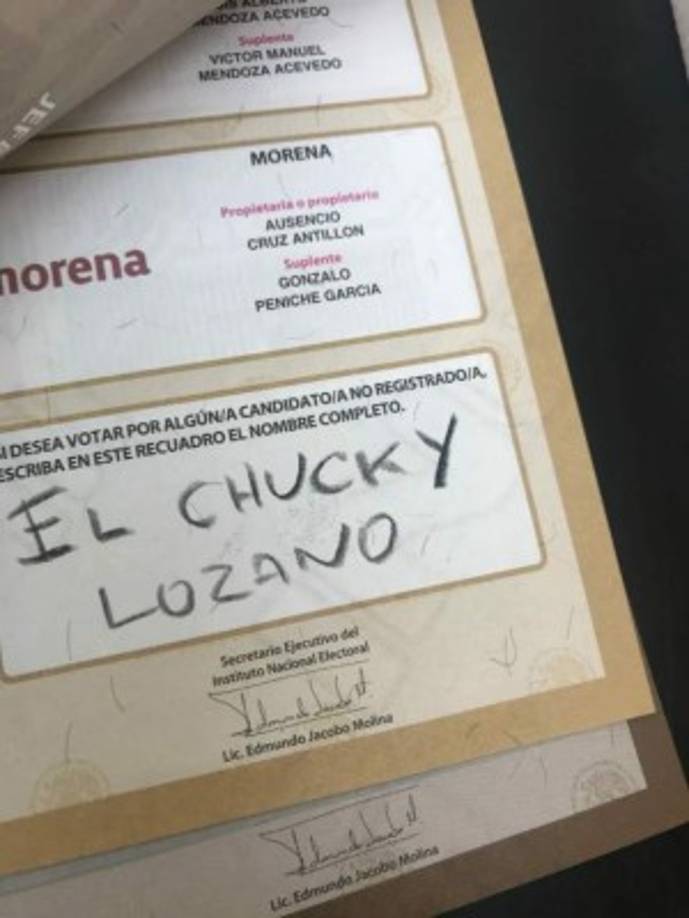 MENDOZA ACEVEDO
Suplente
VICTOR MANUEL
MENDOZA ACEVEDO
MORENA
morena
Propietaria o propietario
AUSENCIO
CRUZ ANTILLON
Suplente
GONZALO
PENICHE GARCIA
SI DESEA VOTAR POR ALGÚN/A CANDIDATO/A NO REGISTRADO/A,
ESCRIBA EN ESTE RECUADRO EL NOMBRE COMPLETO.
EL CHUCKY
LOZANO
Secretario Ejecutivo del
Instituto Nacional Electoral
Lic. Edmundo Jacobo Molina
Lic. Edmundo Jacobo Molina